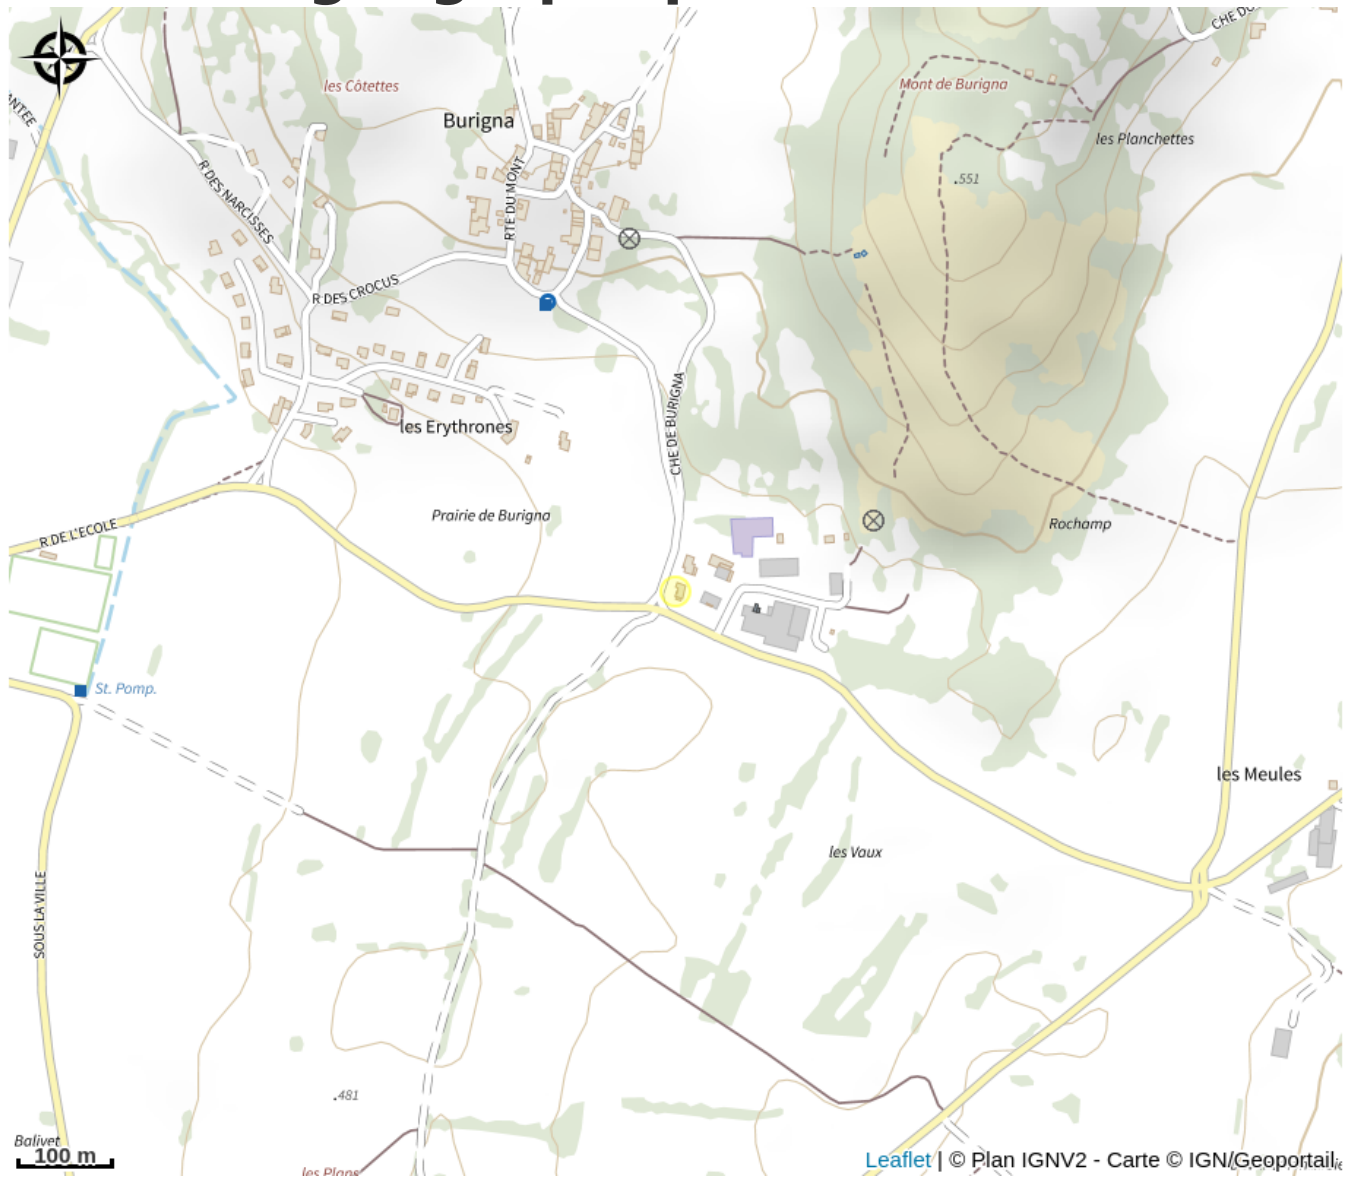 CHE DU
ANTEE
les Côtettes
Mont de Burigna
Burigna
les Planchettes
.551
R DES NARCISSES
RTE DU MONT
R DES CROCUS
CHE DE BURIGNA
les Erythrones
Prairie de Burigna
Rochamp
R DE L'ECOLE
St. Pomp.
les Meules
les Vaux
SOUS LA VILLE
.481
Balivet
100 m
les Plans
Leaflet | © Plan IGNV2 - Carte © IGN/Geoportail